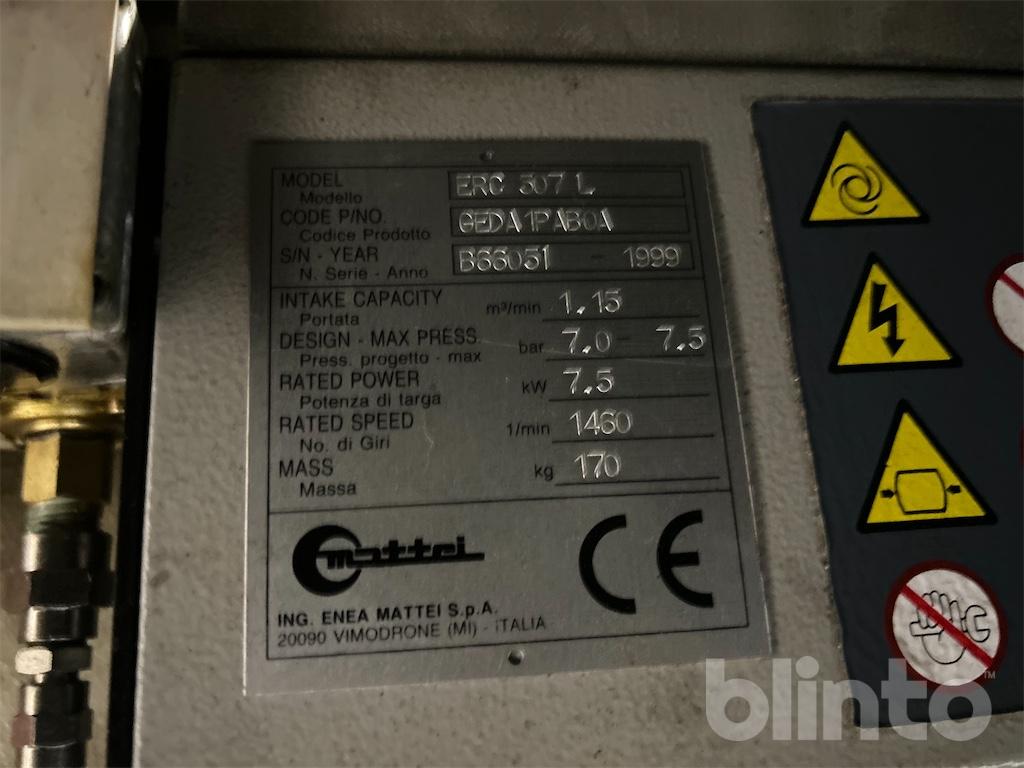 MODEL ERC 507 L
Modello
CODE P/NO. GEDA1PAB0A
Codice Prodotto
S/N - YEAR B66051 - 1999
N. Serie - Anno
INTAKE CAPACITY m³/min 1.15
Portata
DESIGN - MAX PRESS. bar 7.0 - 7.5
Press. progetto - max
RATED POWER kW 7.5
Potenza di targa
RATED SPEED 1/min 1460
No. di Giri
MASS kg 170
Massa
mattei CE
ING. ENEA MATTEI S.p.A.
20090 VIMODRONE (MI) - ITALIA
blinto™